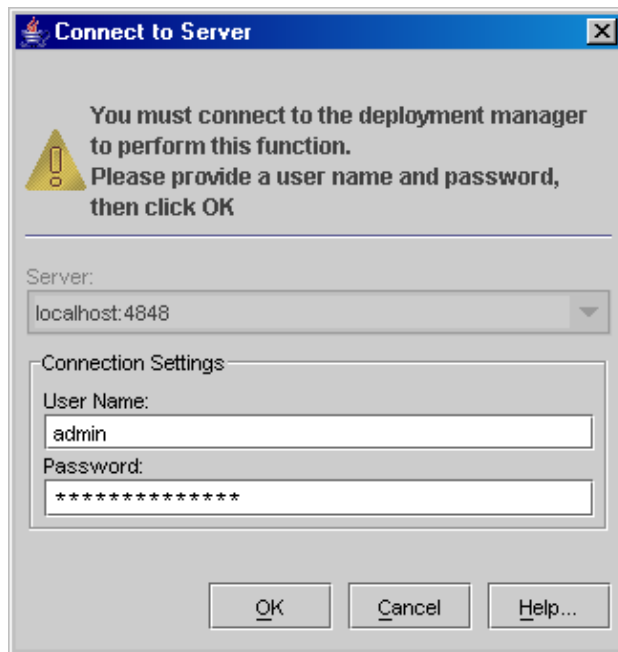 Connect to Server
You must connect to the deployment manager
to perform this function.
Please provide a user name and password,
then click OK
Server:
localhost:4848
Connection Settings
User Name:
admin
Password:
**************
OK
Cancel
Help...